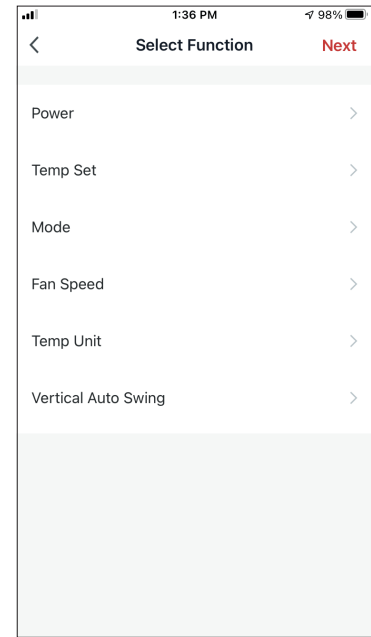 1:36 PM 98%
Select Function Next
Power
Temp Set
Mode
Fan Speed
Temp Unit
Vertical Auto Swing